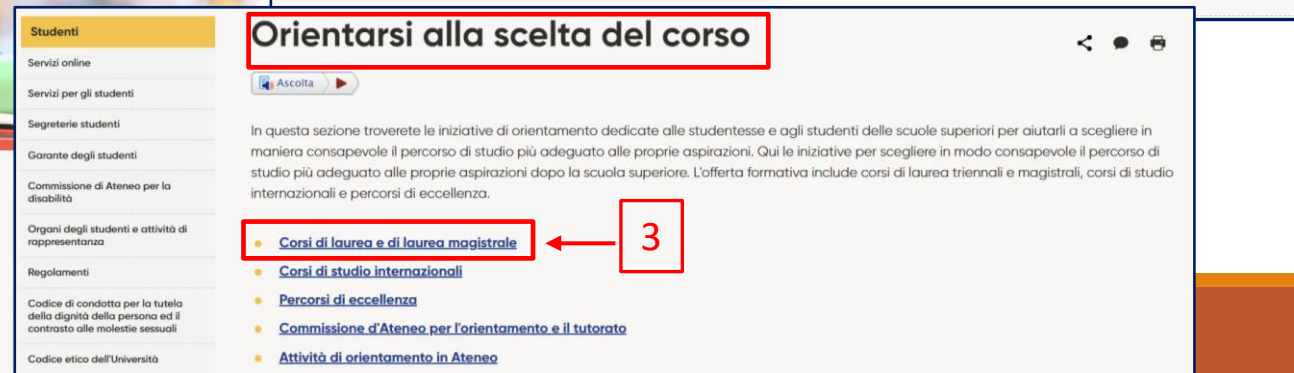 Studenti
Servizi online
Servizi per gli studenti
Segreterie studenti
Garante degli studenti
Commissione di Ateneo per la
disabilità
Organi degli studenti e attività di
rappresentanza
Regolamenti
Codice di condotta per la tutela
della dignità della persona ed il
contrasto alle molestie sessuali
Codice etico dell'Università
Orientarsi alla scelta del corso
Ascolta
In questa sezione troverete le iniziative di orientamento dedicate alle studentesse e agli studenti delle scuole superiori per aiutarli a scegliere in
maniera consapevole il percorso di studio più adeguato alle proprie aspirazioni. Qui le iniziative per scegliere in modo consapevole il percorso di
studio più adeguato alle proprie aspirazioni dopo la scuola superiore. L'offerta formativa include corsi di laurea triennali e magistrali, corsi di studio
internazionali e percorsi di eccellenza.
Corsi di laurea e di laurea magistrale
3
Corsi di studio internazionali
Percorsi di eccellenza
Commissione d'Ateneo per l'orientamento e il tutorato
Attività di orientamento in Ateneo